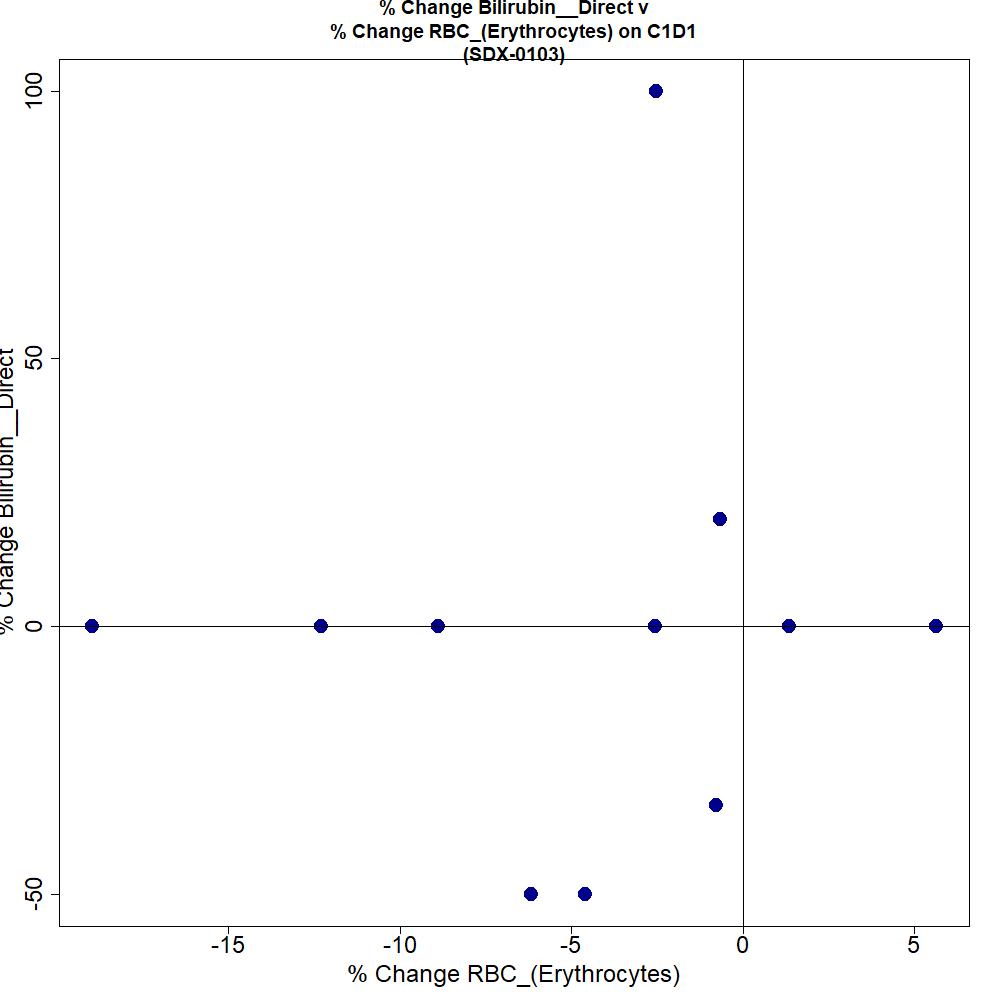 % Change Bilirubin__Direct v
% Change RBC_(Erythrocytes) on C1D1
(SDX-0103)
% Change Bilirubin__Direct
100
50
0
-50
-15
-10
-5
0
5
% Change RBC_(Erythrocytes)